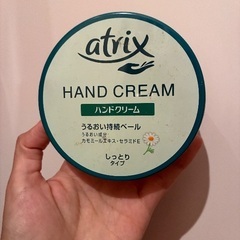 atrix
HAND CREAM
ハンドクリーム
うるおい持続ベール
うるおい成分
カモミールエキス・セラミドE
しっとり
タイプ